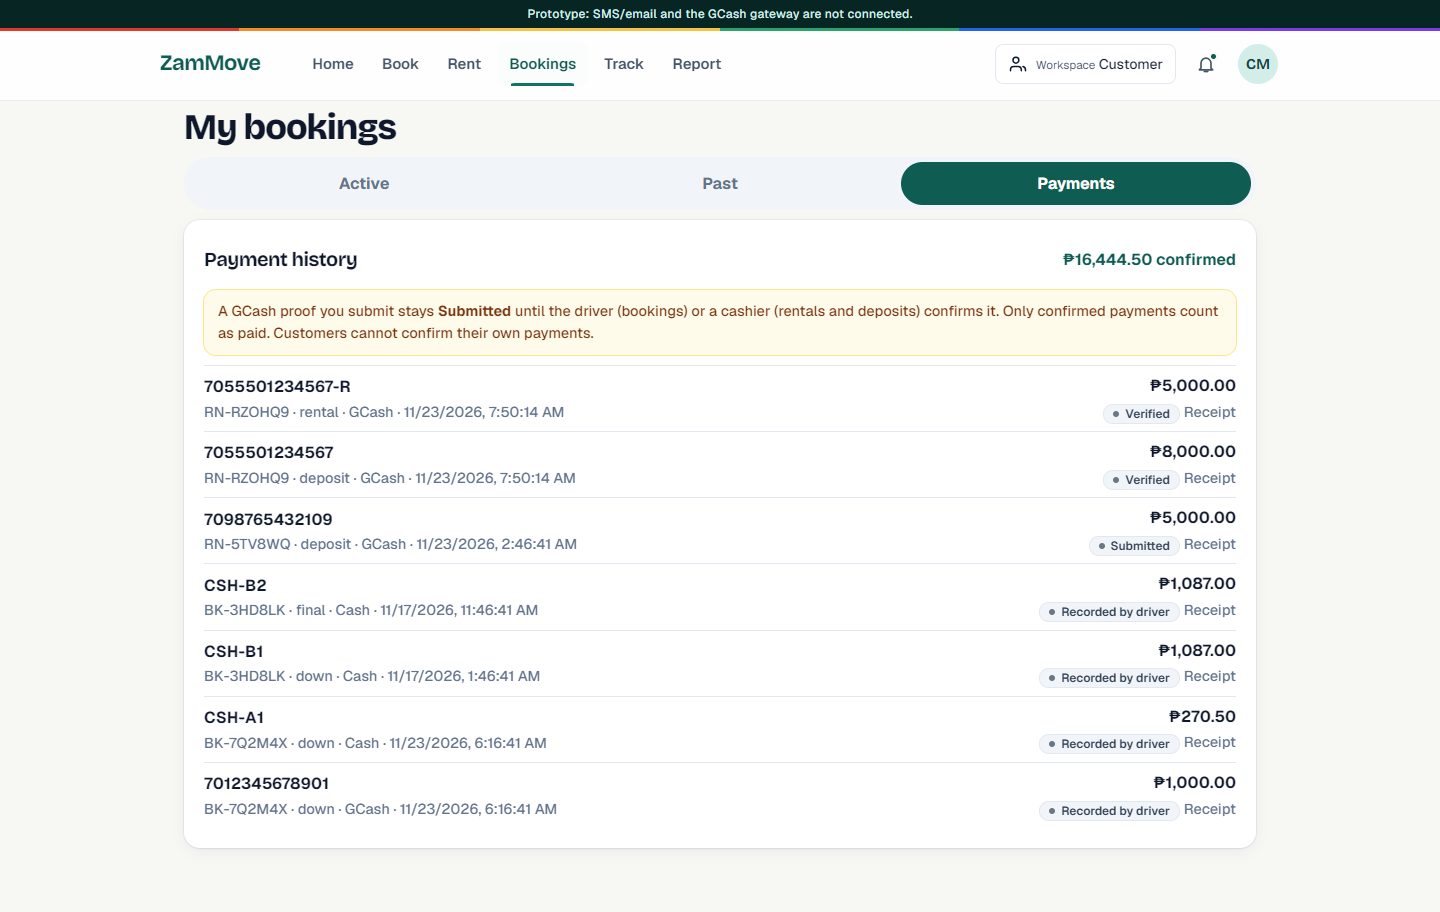 Prototype: SMS/email and the GCash gateway are not connected.
ZamMove
Home
Book
Rent
Bookings
Track
Report
Workspace Customer
CM
My bookings
Active
Past
Payments
Payment history
₱16,444.50 confirmed
A GCash proof you submit stays Submitted until the driver (bookings) or a cashier (rentals and deposits) confirms it. Only confirmed payments count
as paid. Customers cannot confirm their own payments.
7055501234567-R
₱5,000.00
RN-RZOHQ9 · rental · GCash · 11/23/2026, 7:50:14 AM
Verified Receipt
7055501234567
₱8,000.00
RN-RZOHQ9 · deposit · GCash · 11/23/2026, 7:50:14 AM
Verified Receipt
7098765432109
₱5,000.00
RN-5TV8WQ · deposit · GCash · 11/23/2026, 2:46:41 AM
Submitted Receipt
CSH-B2
₱1,087.00
BK-3HD8LK · final · Cash · 11/17/2026, 11:46:41 AM
Recorded by driver Receipt
CSH-B1
₱1,087.00
BK-3HD8LK · down · Cash · 11/17/2026, 1:46:41 AM
Recorded by driver Receipt
CSH-A1
₱270.50
BK-7Q2M4X · down · Cash · 11/23/2026, 6:16:41 AM
Recorded by driver Receipt
7012345678901
₱1,000.00
BK-7Q2M4X · down · GCash · 11/23/2026, 6:16:41 AM
Recorded by driver Receipt